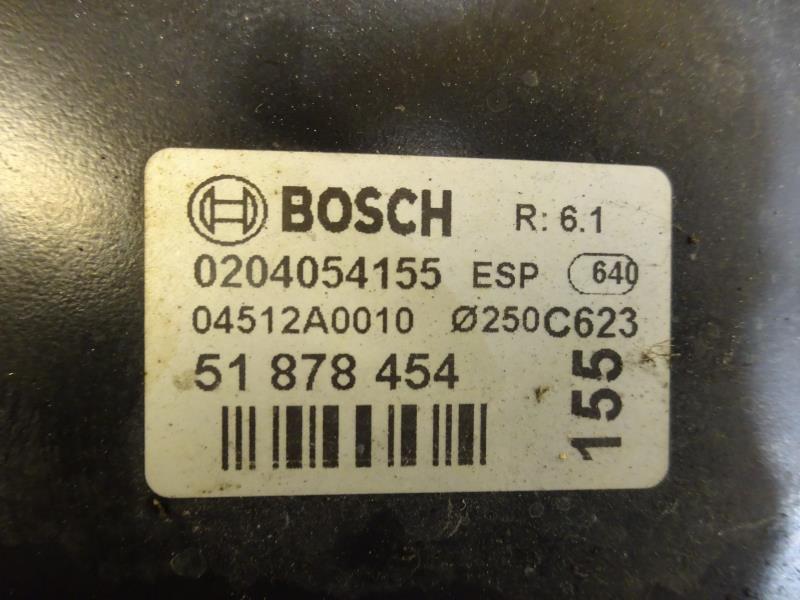 BOSCH R: 6.1
0204054155 ESP 640
04512A0010 Ø250C623
51 878 454
155